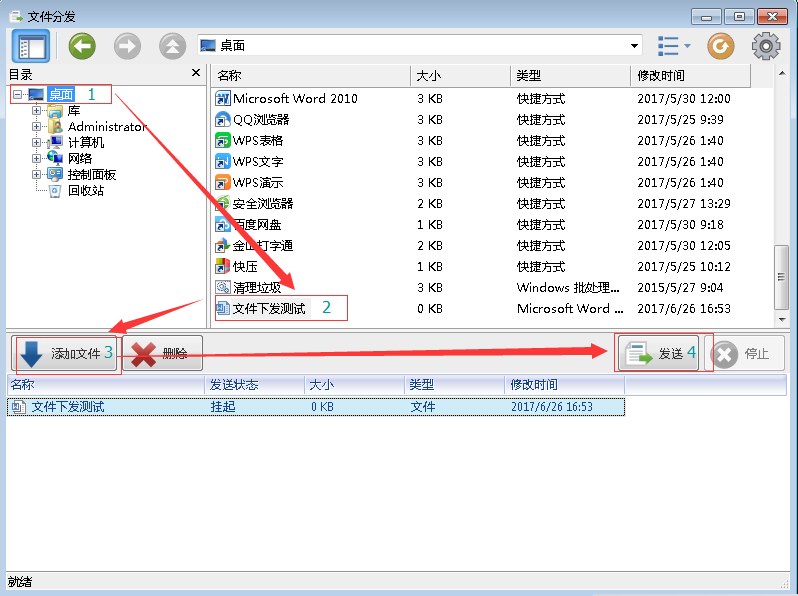 文件分发
桌面
目录
桌面 1
库
Administrator
计算机
网络
控制面板
回收站
名称 大小 类型 修改时间
Microsoft Word 2010 3 KB 快捷方式 2017/5/30 12:00
QQ浏览器 3 KB 快捷方式 2017/5/25 9:39
WPS表格 3 KB 快捷方式 2017/5/26 1:40
WPS文字 3 KB 快捷方式 2017/5/26 1:40
WPS演示 3 KB 快捷方式 2017/5/26 1:40
安全浏览器 2 KB 快捷方式 2017/5/27 13:29
百度网盘 1 KB 快捷方式 2017/5/30 9:18
金山打字通 2 KB 快捷方式 2017/5/30 12:05
快压 1 KB 快捷方式 2017/5/25 10:12
清理垃圾 3 KB Windows 批处理... 2015/5/27 9:04
文件下发测试 2 0 KB Microsoft Word ... 2017/6/26 16:53
添加文件 3 删除 发送 4 停止
名称 发送状态 大小 类型 修改时间
文件下发测试 挂起 0 KB 文件 2017/6/26 16:53
就绪